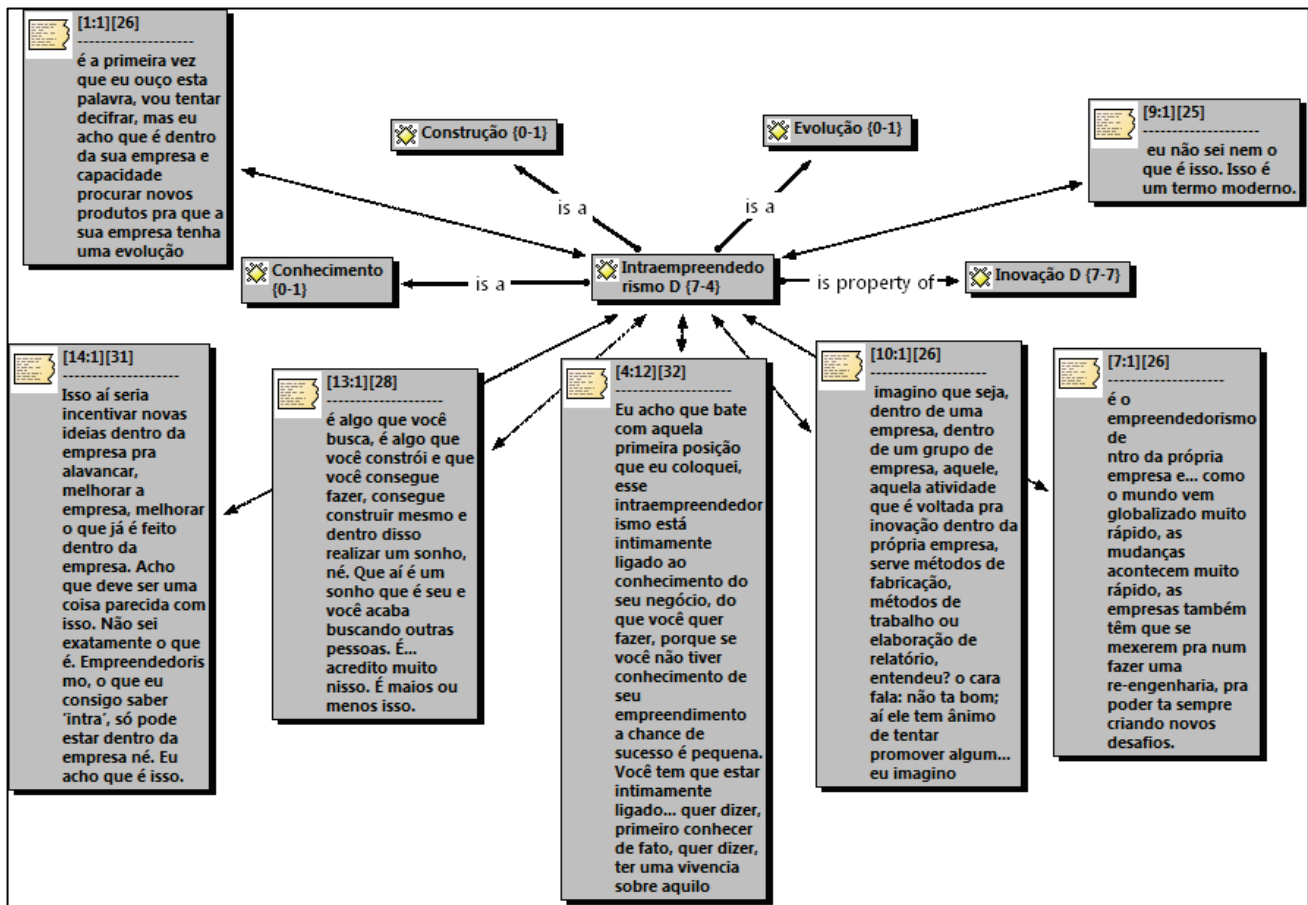 [1:1][26]
--------------------
é a primeira vez
que eu ouço esta
palavra, vou tentar
decifrar, mas eu
acho que é dentro
da sua empresa e
capacidade
procurar novos
produtos pra que a
sua empresa tenha
uma evolução
Construção {0-1}
Evolução {0-1}
[9:1][25]
--------------------
eu não sei nem o
que é isso. Isso é
um termo moderno.
is a
is a
Conhecimento
{0-1}
is a
Intraempreendedo
rismo D {7-4}
is property of
Inovação D {7-7}
[14:1][31]
--------------------
Isso aí seria
incentivar novas
ideias dentro da
empresa pra
alavancar,
melhorar a
empresa, melhorar
o que já é feito
dentro da
empresa. Acho
que deve ser uma
coisa parecida com
isso. Não sei
exatamente o que
é. Empreendedoris
mo, o que eu
consigo saber
´intra´, só pode
estar dentro da
empresa né. Eu
acho que é isso.
[13:1][28]
--------------------
é algo que você
busca, é algo que
você constrói e que
você consegue
fazer, consegue
construir mesmo e
dentro disso
realizar um sonho,
né. Que aí é um
sonho que é seu e
você acaba
buscando outras
pessoas. É...
acredito muito
nisso. É maios ou
menos isso.
[4:12][32]
--------------------
Eu acho que bate
com aquela
primeira posição
que eu coloquei,
esse
intraempreendedor
ismo está
intimamente
ligado ao
conhecimento do
seu negócio, do
que você quer
fazer, porque se
você não tiver
conhecimento de
seu
empreendimento
a chance de
sucesso é pequena.
Você tem que estar
intimamente
ligado... quer dizer,
primeiro conhecer
de fato, quer dizer,
ter uma vivencia
sobre aquilo
[10:1][26]
--------------------
imagino que seja,
dentro de uma
empresa, dentro
de um grupo de
empresa, aquele,
aquela atividade
que é voltada pra
inovação dentro da
própria empresa,
serve métodos de
fabricação,
métodos de
trabalho ou
elaboração de
relatório,
entendeu? o cara
fala: não ta bom;
aí ele tem ânimo
de tentar
promover algum...
eu imagino
[7:1][26]
--------------------
é o
empreendedorismo
de
ntro da própria
empresa e... como
o mundo vem
globalizado muito
rápido, as
mudanças
acontecem muito
rápido, as
empresas também
têm que se
mexerem pra num
fazer uma
re-engenharia, pra
poder ta sempre
criando novos
desafios.